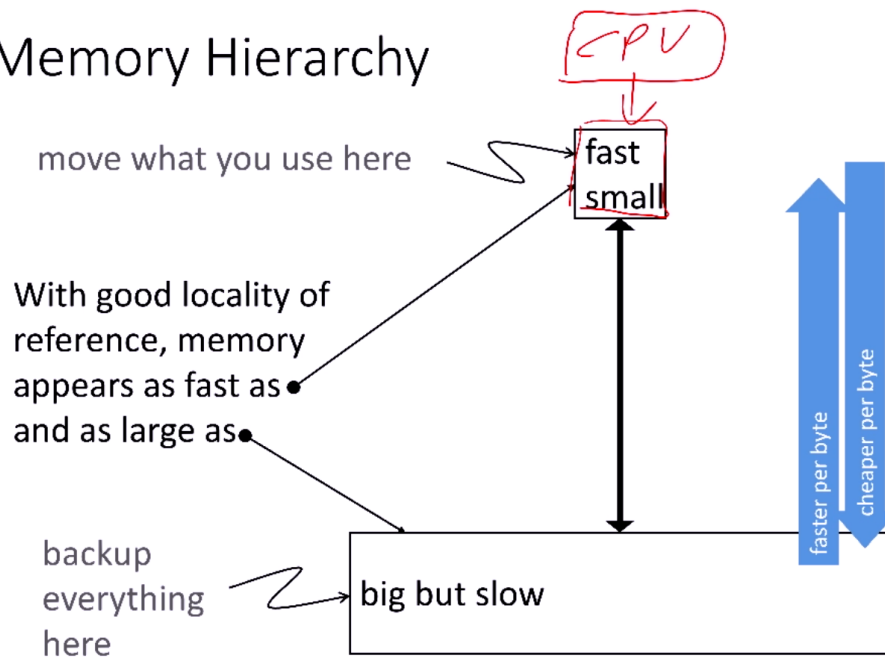 Memory Hierarchy
CPU
move what you use here
fast
small
With good locality of
reference, memory
appears as fast as
and as large as
faster per byte
cheaper per byte
backup
everything
here
big but slow